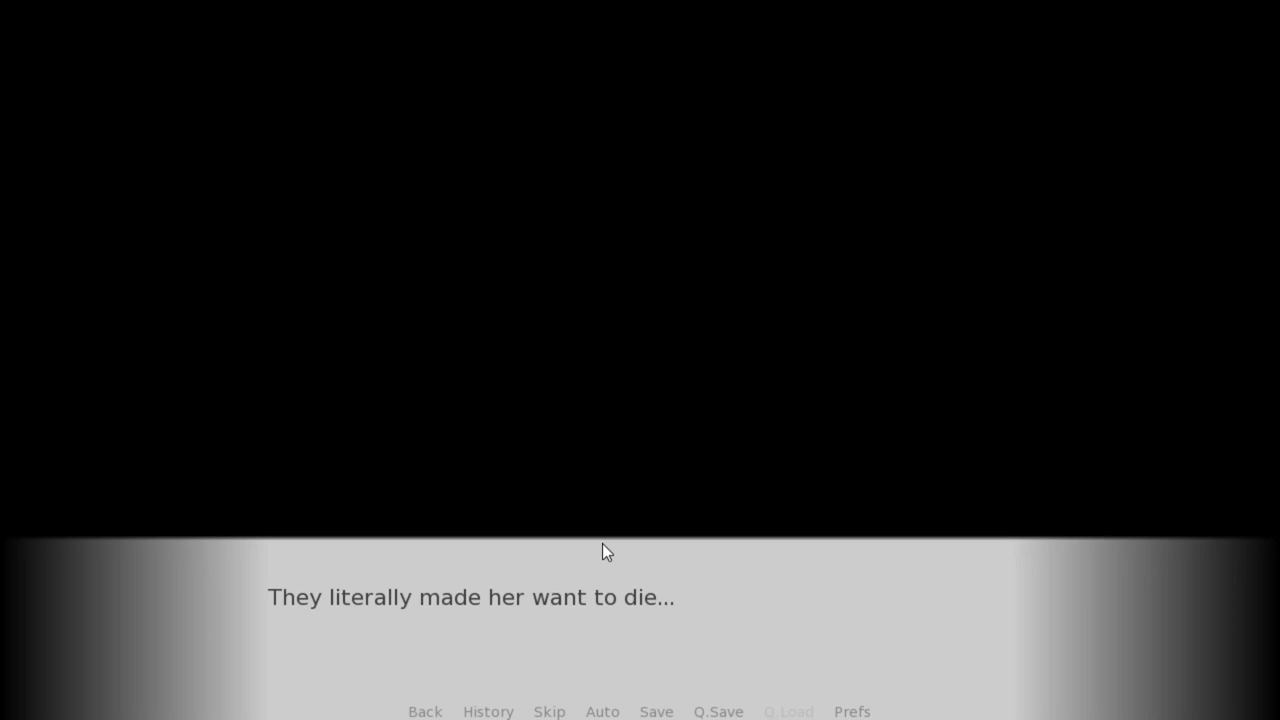 They literally made her want to die...
Back History Skip Auto Save Q.Save Q.Load Prefs